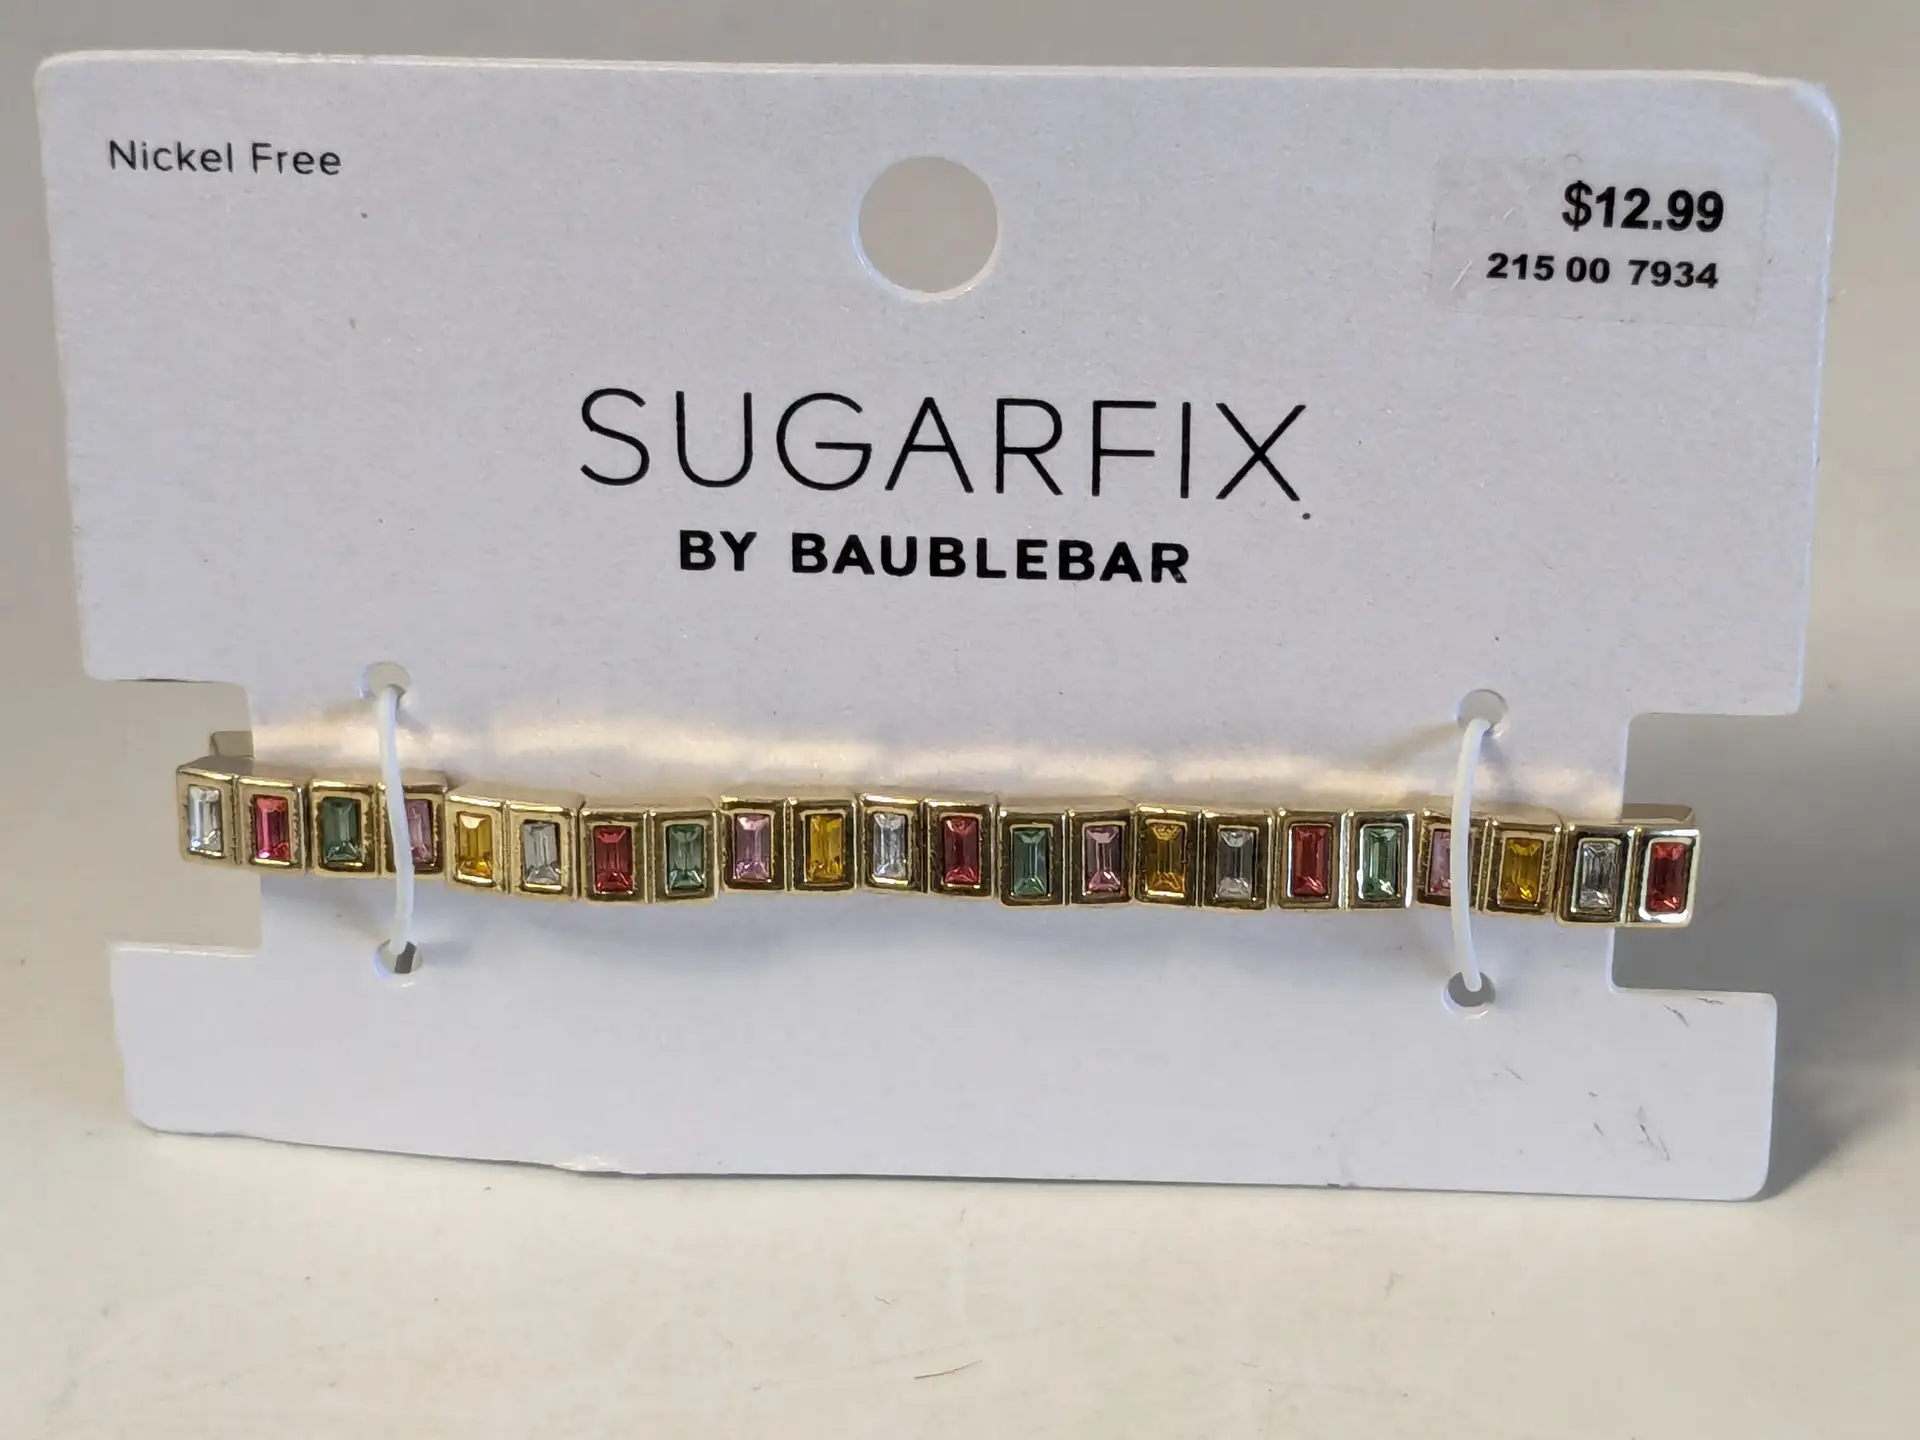 Nickel Free
$12.99
215 00 7934
SUGARFIX
BY BAUBLEBAR